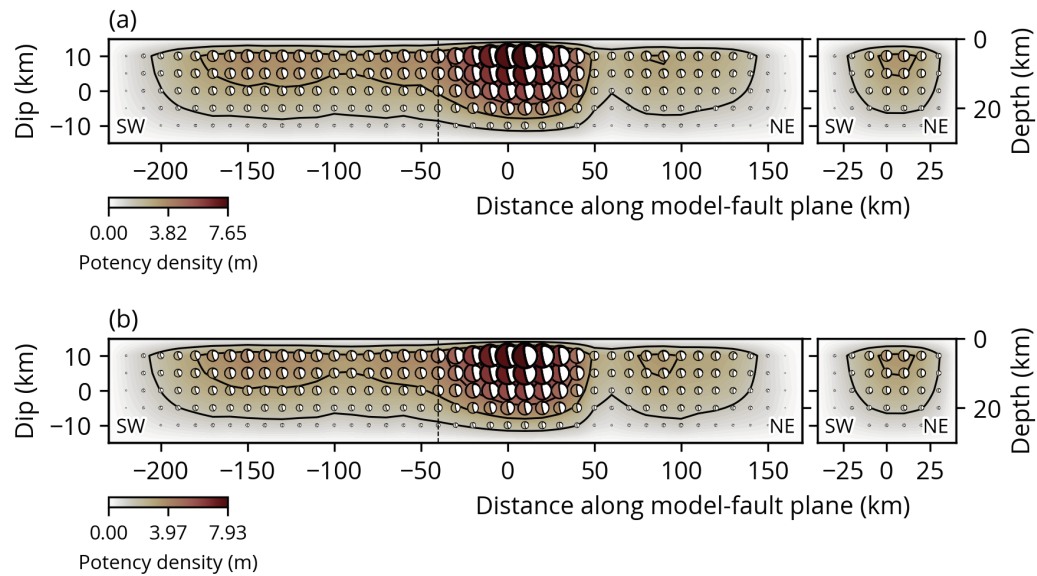 (a)
Dip (km)
10
0
−10
SW
NE
SW
NE
0
20
Depth (km)
−200
−150
−100
−50
0
50
100
150
−25
0
25
Distance along model-fault plane (km)
0.00
3.82
7.65
Potency density (m)
(b)
Dip (km)
10
0
−10
SW
NE
SW
NE
0
20
Depth (km)
−200
−150
−100
−50
0
50
100
150
−25
0
25
Distance along model-fault plane (km)
0.00
3.97
7.93
Potency density (m)